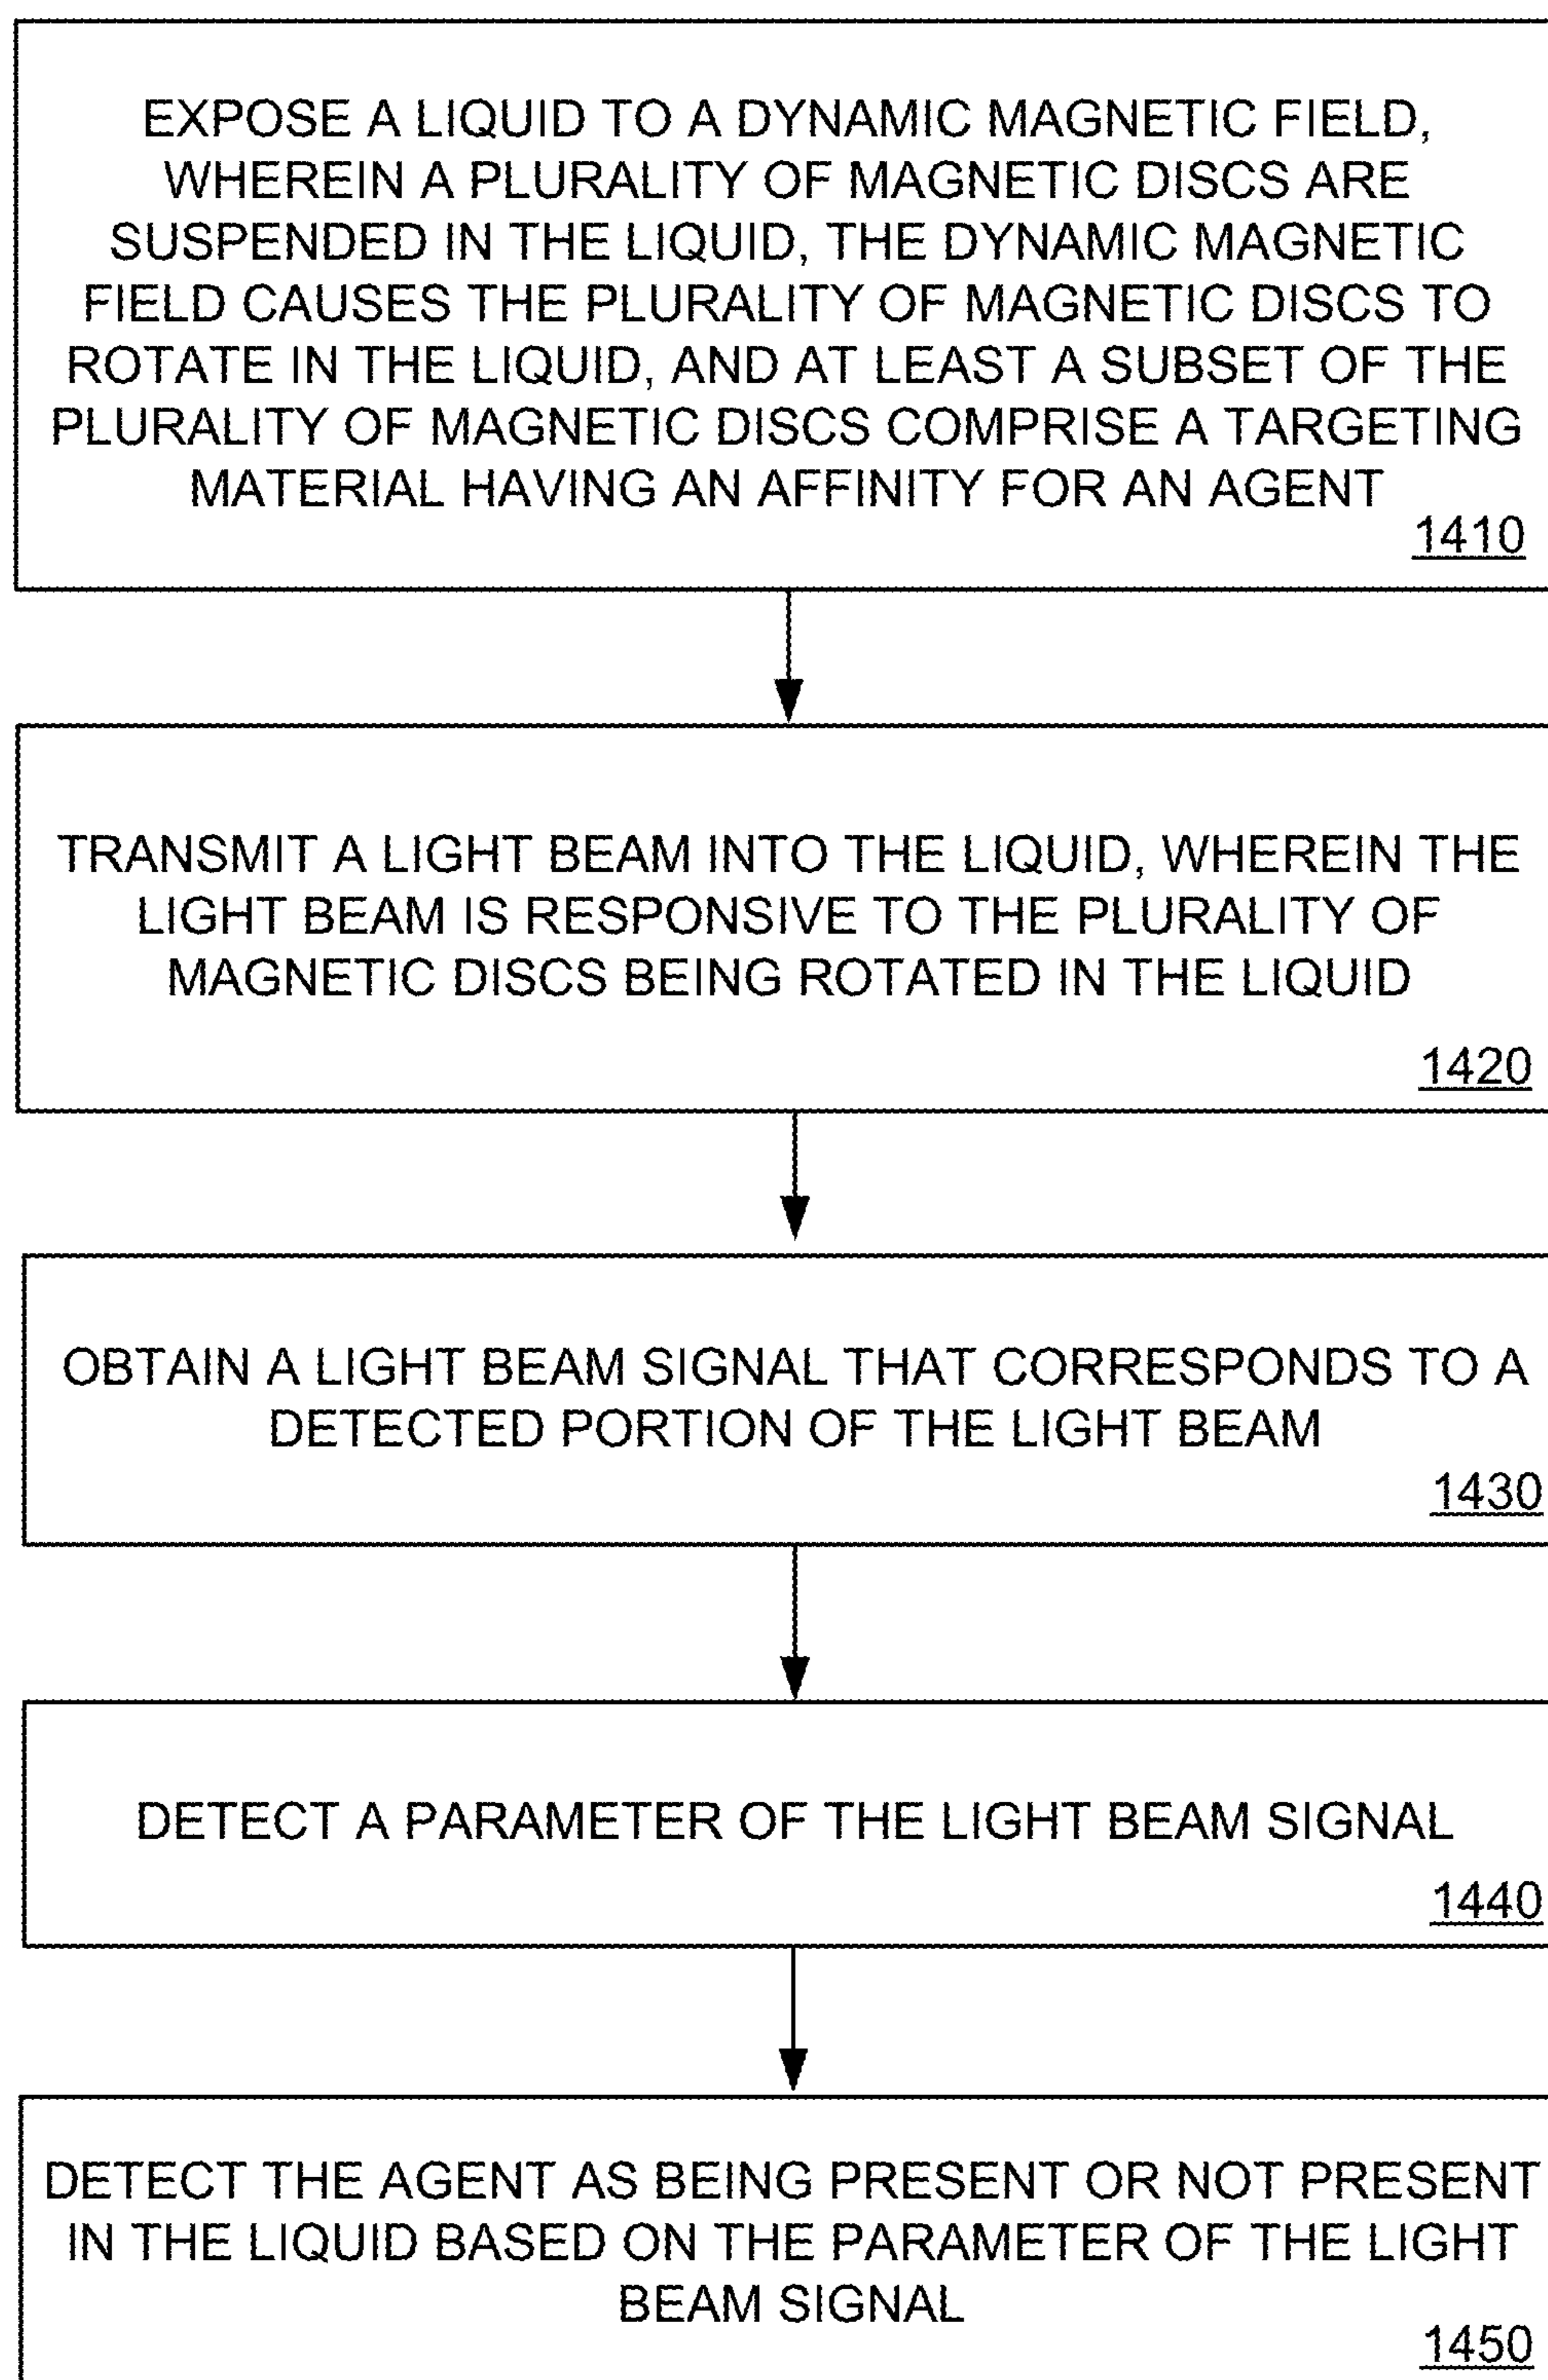 EXPOSE A LIQUID TO A DYNAMIC MAGNETIC FIELD,
WHEREIN A PLURALITY OF MAGNETIC DISCS ARE
SUSPENDED IN THE LIQUID, THE DYNAMIC MAGNETIC
FIELD CAUSES THE PLURALITY OF MAGNETIC DISCS TO
ROTATE IN THE LIQUID, AND AT LEAST A SUBSET OF THE
PLURALITY OF MAGNETIC DISCS COMPRISE A TARGETING
MATERIAL HAVING AN AFFINITY FOR AN AGENT
1410
TRANSMIT A LIGHT BEAM INTO THE LIQUID, WHEREIN THE
LIGHT BEAM IS RESPONSIVE TO THE PLURALITY OF
MAGNETIC DISCS BEING ROTATED IN THE LIQUID
1420
OBTAIN A LIGHT BEAM SIGNAL THAT CORRESPONDS TO A
DETECTED PORTION OF THE LIGHT BEAM
1430
DETECT A PARAMETER OF THE LIGHT BEAM SIGNAL
1440
DETECT THE AGENT AS BEING PRESENT OR NOT PRESENT
IN THE LIQUID BASED ON THE PARAMETER OF THE LIGHT
BEAM SIGNAL
1450